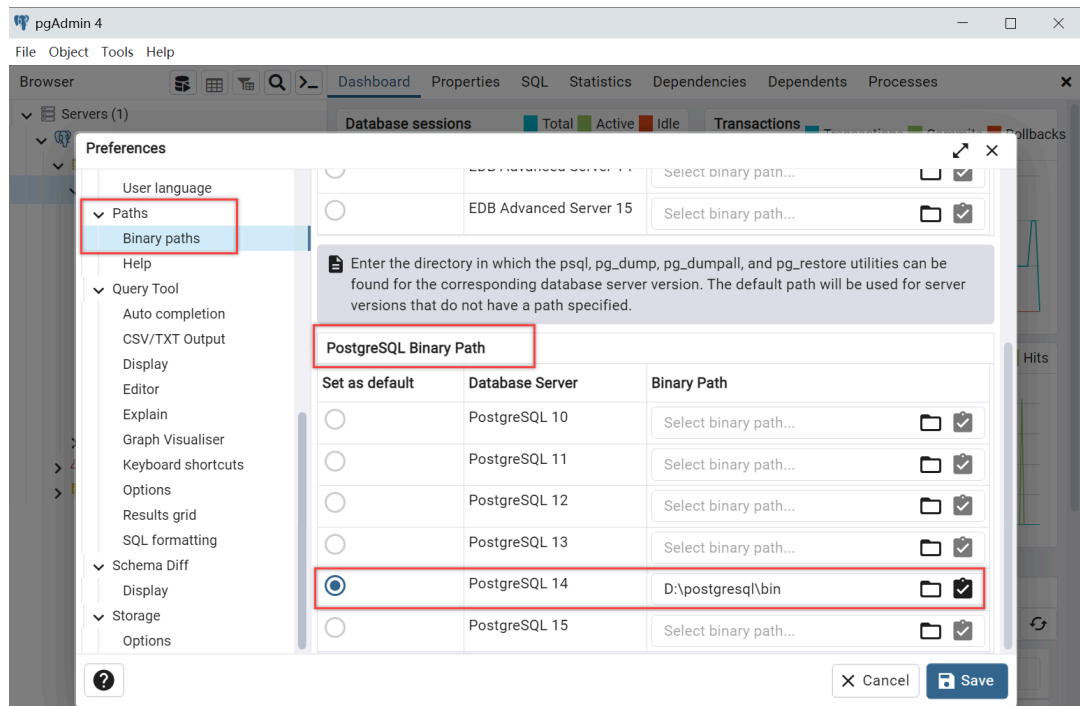 pgAdmin 4
File Object Tools Help
Browser
Dashboard Properties SQL Statistics Dependencies Dependents Processes
Servers (1)
Database sessions Total Active Idle Transactions
Rollbacks
Preferences
User language
Paths
Binary paths
Help
Query Tool
Auto completion
CSV/TXT Output
Display
Editor
Explain
Graph Visualiser
Keyboard shortcuts
Options
Results grid
SQL formatting
Schema Diff
Display
Storage
Options
Select binary path...
EDB Advanced Server 15 Select binary path...
Enter the directory in which the psql, pg_dump, pg_dumpall, and pg_restore utilities can be
found for the corresponding database server version. The default path will be used for server
versions that do not have a path specified.
PostgreSQL Binary Path
Set as default Database Server Binary Path
PostgreSQL 10 Select binary path...
PostgreSQL 11 Select binary path...
PostgreSQL 12 Select binary path...
PostgreSQL 13 Select binary path...
PostgreSQL 14 D:\postgresql\bin
PostgreSQL 15 Select binary path...
Hits
Cancel Save